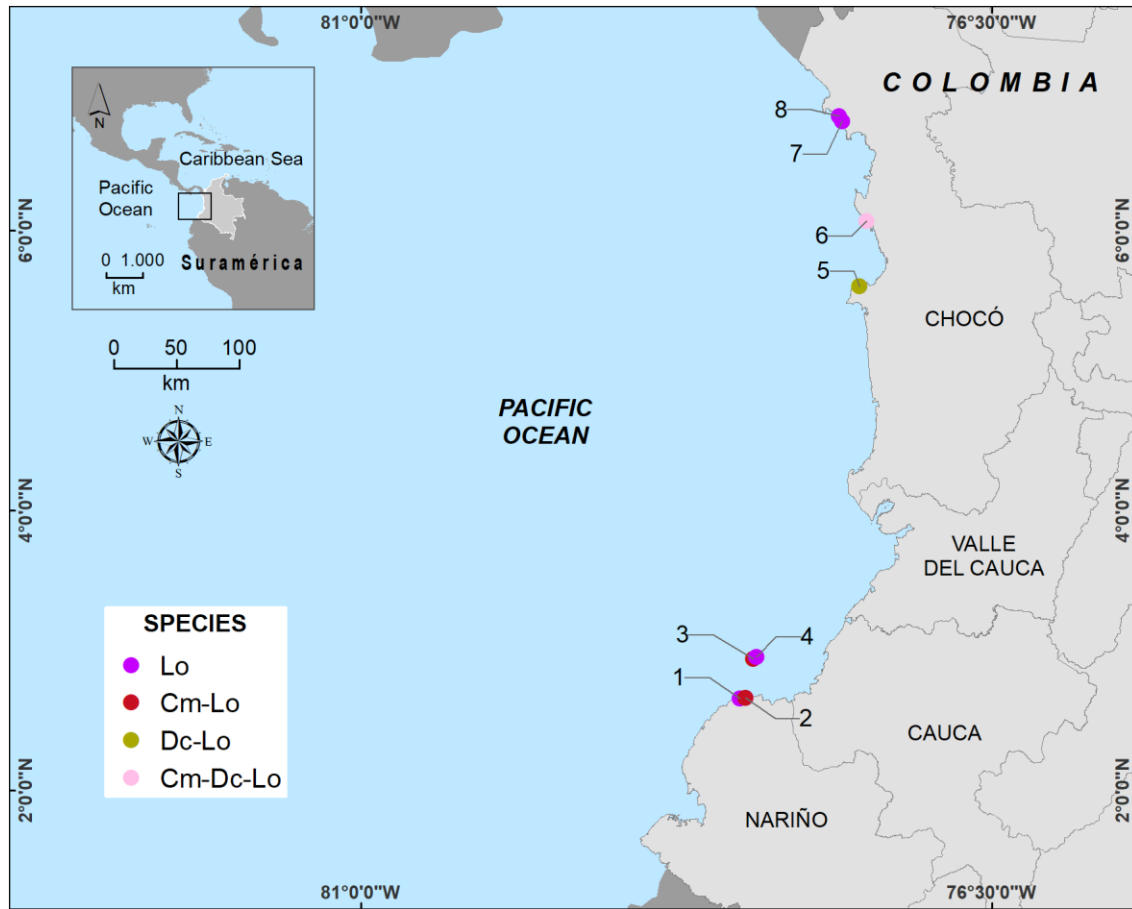 81°0'0"W
76°30'0"W
COLOMBIA
N
Caribbean Sea
Pacific
Ocean
0 1.000
km
Suramérica
8
7
6°0'0"N
6°0'0"N
6
5
CHOCÓ
0 50 100
km
N
W
E
S
PACIFIC
OCEAN
4°0'0"N
4°0'0"N
VALLE
DEL CAUCA
SPECIES
Lo
Cm-Lo
Dc-Lo
Cm-Dc-Lo
3
4
1
2
CAUCA
2°0'0"N
2°0'0"N
NARIÑO
81°0'0"W
76°30'0"W